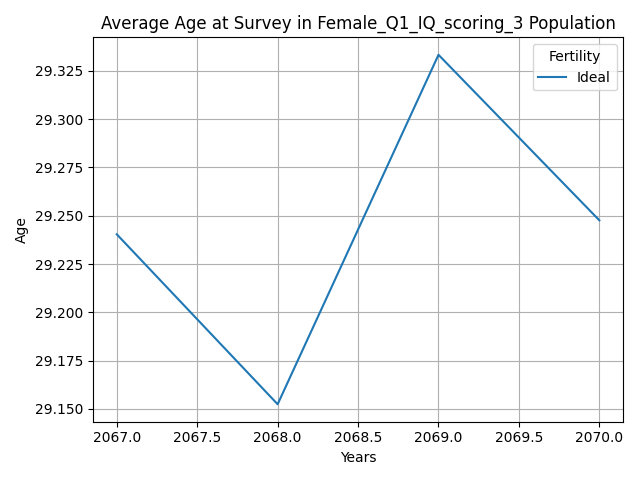 Average Age at Survey in Female_Q1_IQ_scoring_3 Population
Fertility
Ideal
Age
29.325
29.300
29.275
29.250
29.225
29.200
29.175
29.150
2067.0 2067.5 2068.0 2068.5 2069.0 2069.5 2070.0
Years